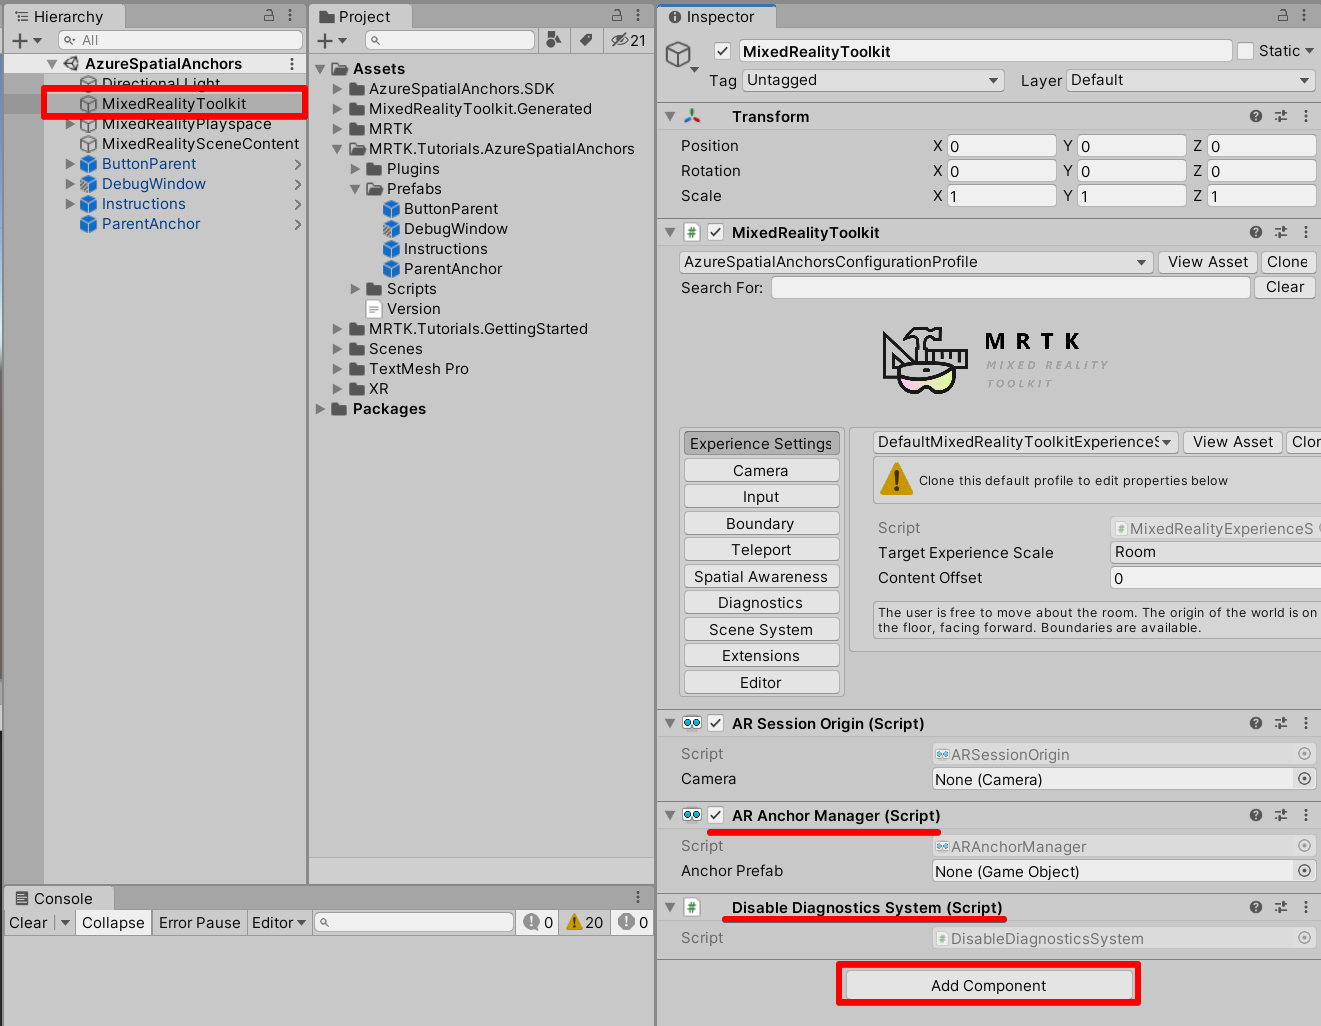 Hierarchy
All
AzureSpatialAnchors
Directional Light
MixedRealityToolkit
MixedRealityPlayspace
MixedRealitySceneContent
ButtonParent
DebugWindow
Instructions
ParentAnchor
Project
21
Assets
AzureSpatialAnchors.SDK
MixedRealityToolkit.Generated
MRTK
MRTK.Tutorials.AzureSpatialAnchors
Plugins
Prefabs
ButtonParent
DebugWindow
Instructions
ParentAnchor
Scripts
Version
MRTK.Tutorials.GettingStarted
Scenes
TextMesh Pro
XR
Packages
Console
Clear Collapse Error Pause Editor 0 20 0
Inspector
MixedRealityToolkit Static
Tag Untagged Layer Default
Transform
Position X 0 Y 0 Z 0
Rotation X 0 Y 0 Z 0
Scale X 1 Y 1 Z 1
# MixedRealityToolkit
AzureSpatialAnchorsConfigurationProfile View Asset Clone
Search For: Clear
MRTK
MIXED REALITY
TOOLKIT
Experience Settings
Camera
Input
Boundary
Teleport
Spatial Awareness
Diagnostics
Scene System
Extensions
Editor
DefaultMixedRealityToolkitExperienceS View Asset Clor
Clone this default profile to edit properties below
Script # MixedRealityExperienceS
Target Experience Scale Room
Content Offset 0
The user is free to move about the room. The origin of the world is on
the floor, facing forward. Boundaries are available.
AR Session Origin (Script)
Script ARSessionOrigin
Camera None (Camera)
AR Anchor Manager (Script)
Script ARAnchorManager
Anchor Prefab None (Game Object)
# Disable Diagnostics System (Script)
Script # DisableDiagnosticsSystem
Add Component